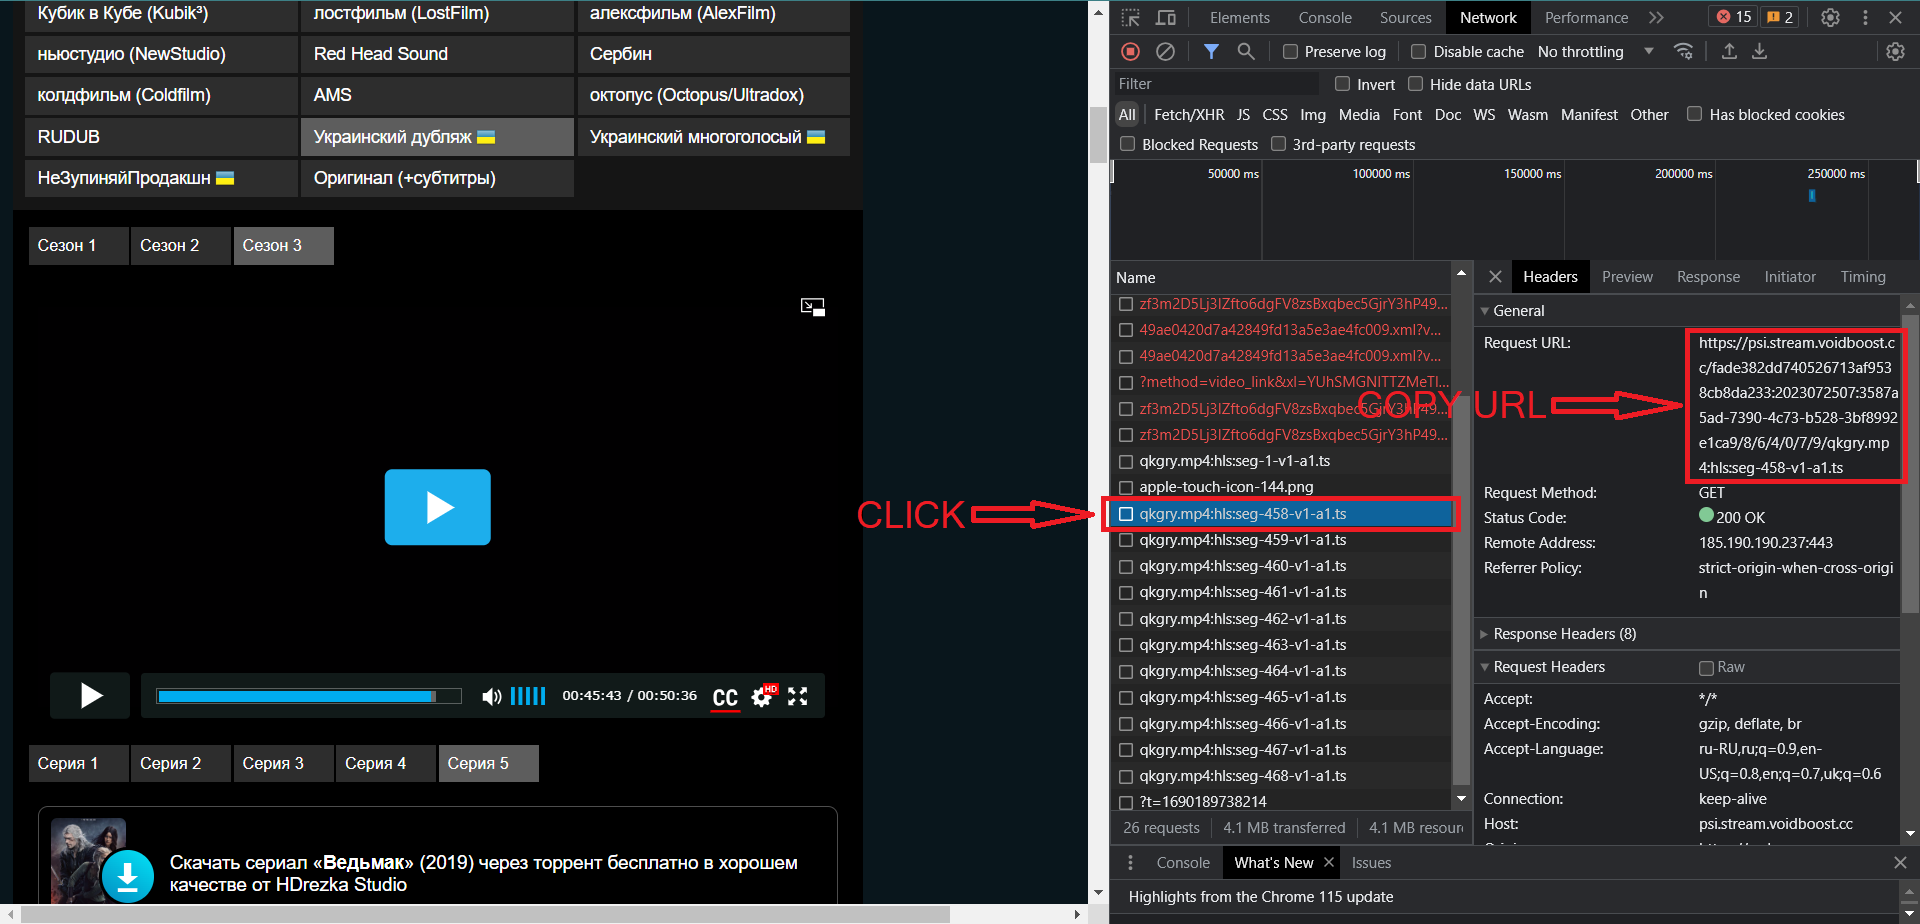 Кубик в Кубе (Kubik³)
лостфильм (LostFilm)
алексфильм (AlexFilm)
ньюстудио (NewStudio)
Red Head Sound
Сербин
колдфильм (Coldfilm)
AMS
октопус (Octopus/Ultradox)
RUDUB
Украинский дубляж
Украинский многоголосый
НеЗупиняйПродакшн
Оригинал (+субтитры)
Сезон 1
Сезон 2
Сезон 3
00:45:43 / 00:50:36
CC
HD
Серия 1
Серия 2
Серия 3
Серия 4
Серия 5
Скачать сериал «Ведьмак» (2019) через торрент бесплатно в хорошем
качестве от HDrezka Studio
CLICK
COPY URL
Elements
Console
Sources
Network
Performance
15
2
Preserve log
Disable cache
No throttling
Filter
Invert
Hide data URLs
All
Fetch/XHR
JS
CSS
Img
Media
Font
Doc
WS
Wasm
Manifest
Other
Has blocked cookies
Blocked Requests
3rd-party requests
50000 ms
100000 ms
150000 ms
200000 ms
250000 ms
Name
zf3m2D5Lj3IZfto6dgFV8zsBxqbec5GjrY3hP49...
49ae0420d7a42849fd13a5e3ae4fc009.xml?v...
49ae0420d7a42849fd13a5e3ae4fc009.xml?v...
?method=video_link&xl=YUhSMGNITTZMeTl...
zf3m2D5Lj3IZfto6dgFV8zsBxqbec5GjrY3hP49...
zf3m2D5Lj3IZfto6dgFV8zsBxqbec5GjrY3hP49...
qkgry.mp4:hls:seg-1-v1-a1.ts
apple-touch-icon-144.png
qkgry.mp4:hls:seg-458-v1-a1.ts
qkgry.mp4:hls:seg-459-v1-a1.ts
qkgry.mp4:hls:seg-460-v1-a1.ts
qkgry.mp4:hls:seg-461-v1-a1.ts
qkgry.mp4:hls:seg-462-v1-a1.ts
qkgry.mp4:hls:seg-463-v1-a1.ts
qkgry.mp4:hls:seg-464-v1-a1.ts
qkgry.mp4:hls:seg-465-v1-a1.ts
qkgry.mp4:hls:seg-466-v1-a1.ts
qkgry.mp4:hls:seg-467-v1-a1.ts
qkgry.mp4:hls:seg-468-v1-a1.ts
?t=1690189738214
26 requests
4.1 MB transferred
4.1 MB resour
Headers
Preview
Response
Initiator
Timing
General
Request URL:
https://psi.stream.voidboost.c
c/fade382dd740526713af953
8cb8da233:2023072507:3587a
5ad-7390-4c73-b528-3bf8992
e1ca9/8/6/4/0/7/9/qkgry.mp
4:hls:seg-458-v1-a1.ts
Request Method:
GET
Status Code:
200 OK
Remote Address:
185.190.190.237:443
Referrer Policy:
strict-origin-when-cross-origi
n
Response Headers (8)
Request Headers
Raw
Accept:
*/*
Accept-Encoding:
gzip, deflate, br
Accept-Language:
ru-RU,ru;q=0.9,en-
US;q=0.8,en;q=0.7,uk;q=0.6
Connection:
keep-alive
Host:
psi.stream.voidboost.cc
Console
What's New
Issues
Highlights from the Chrome 115 update